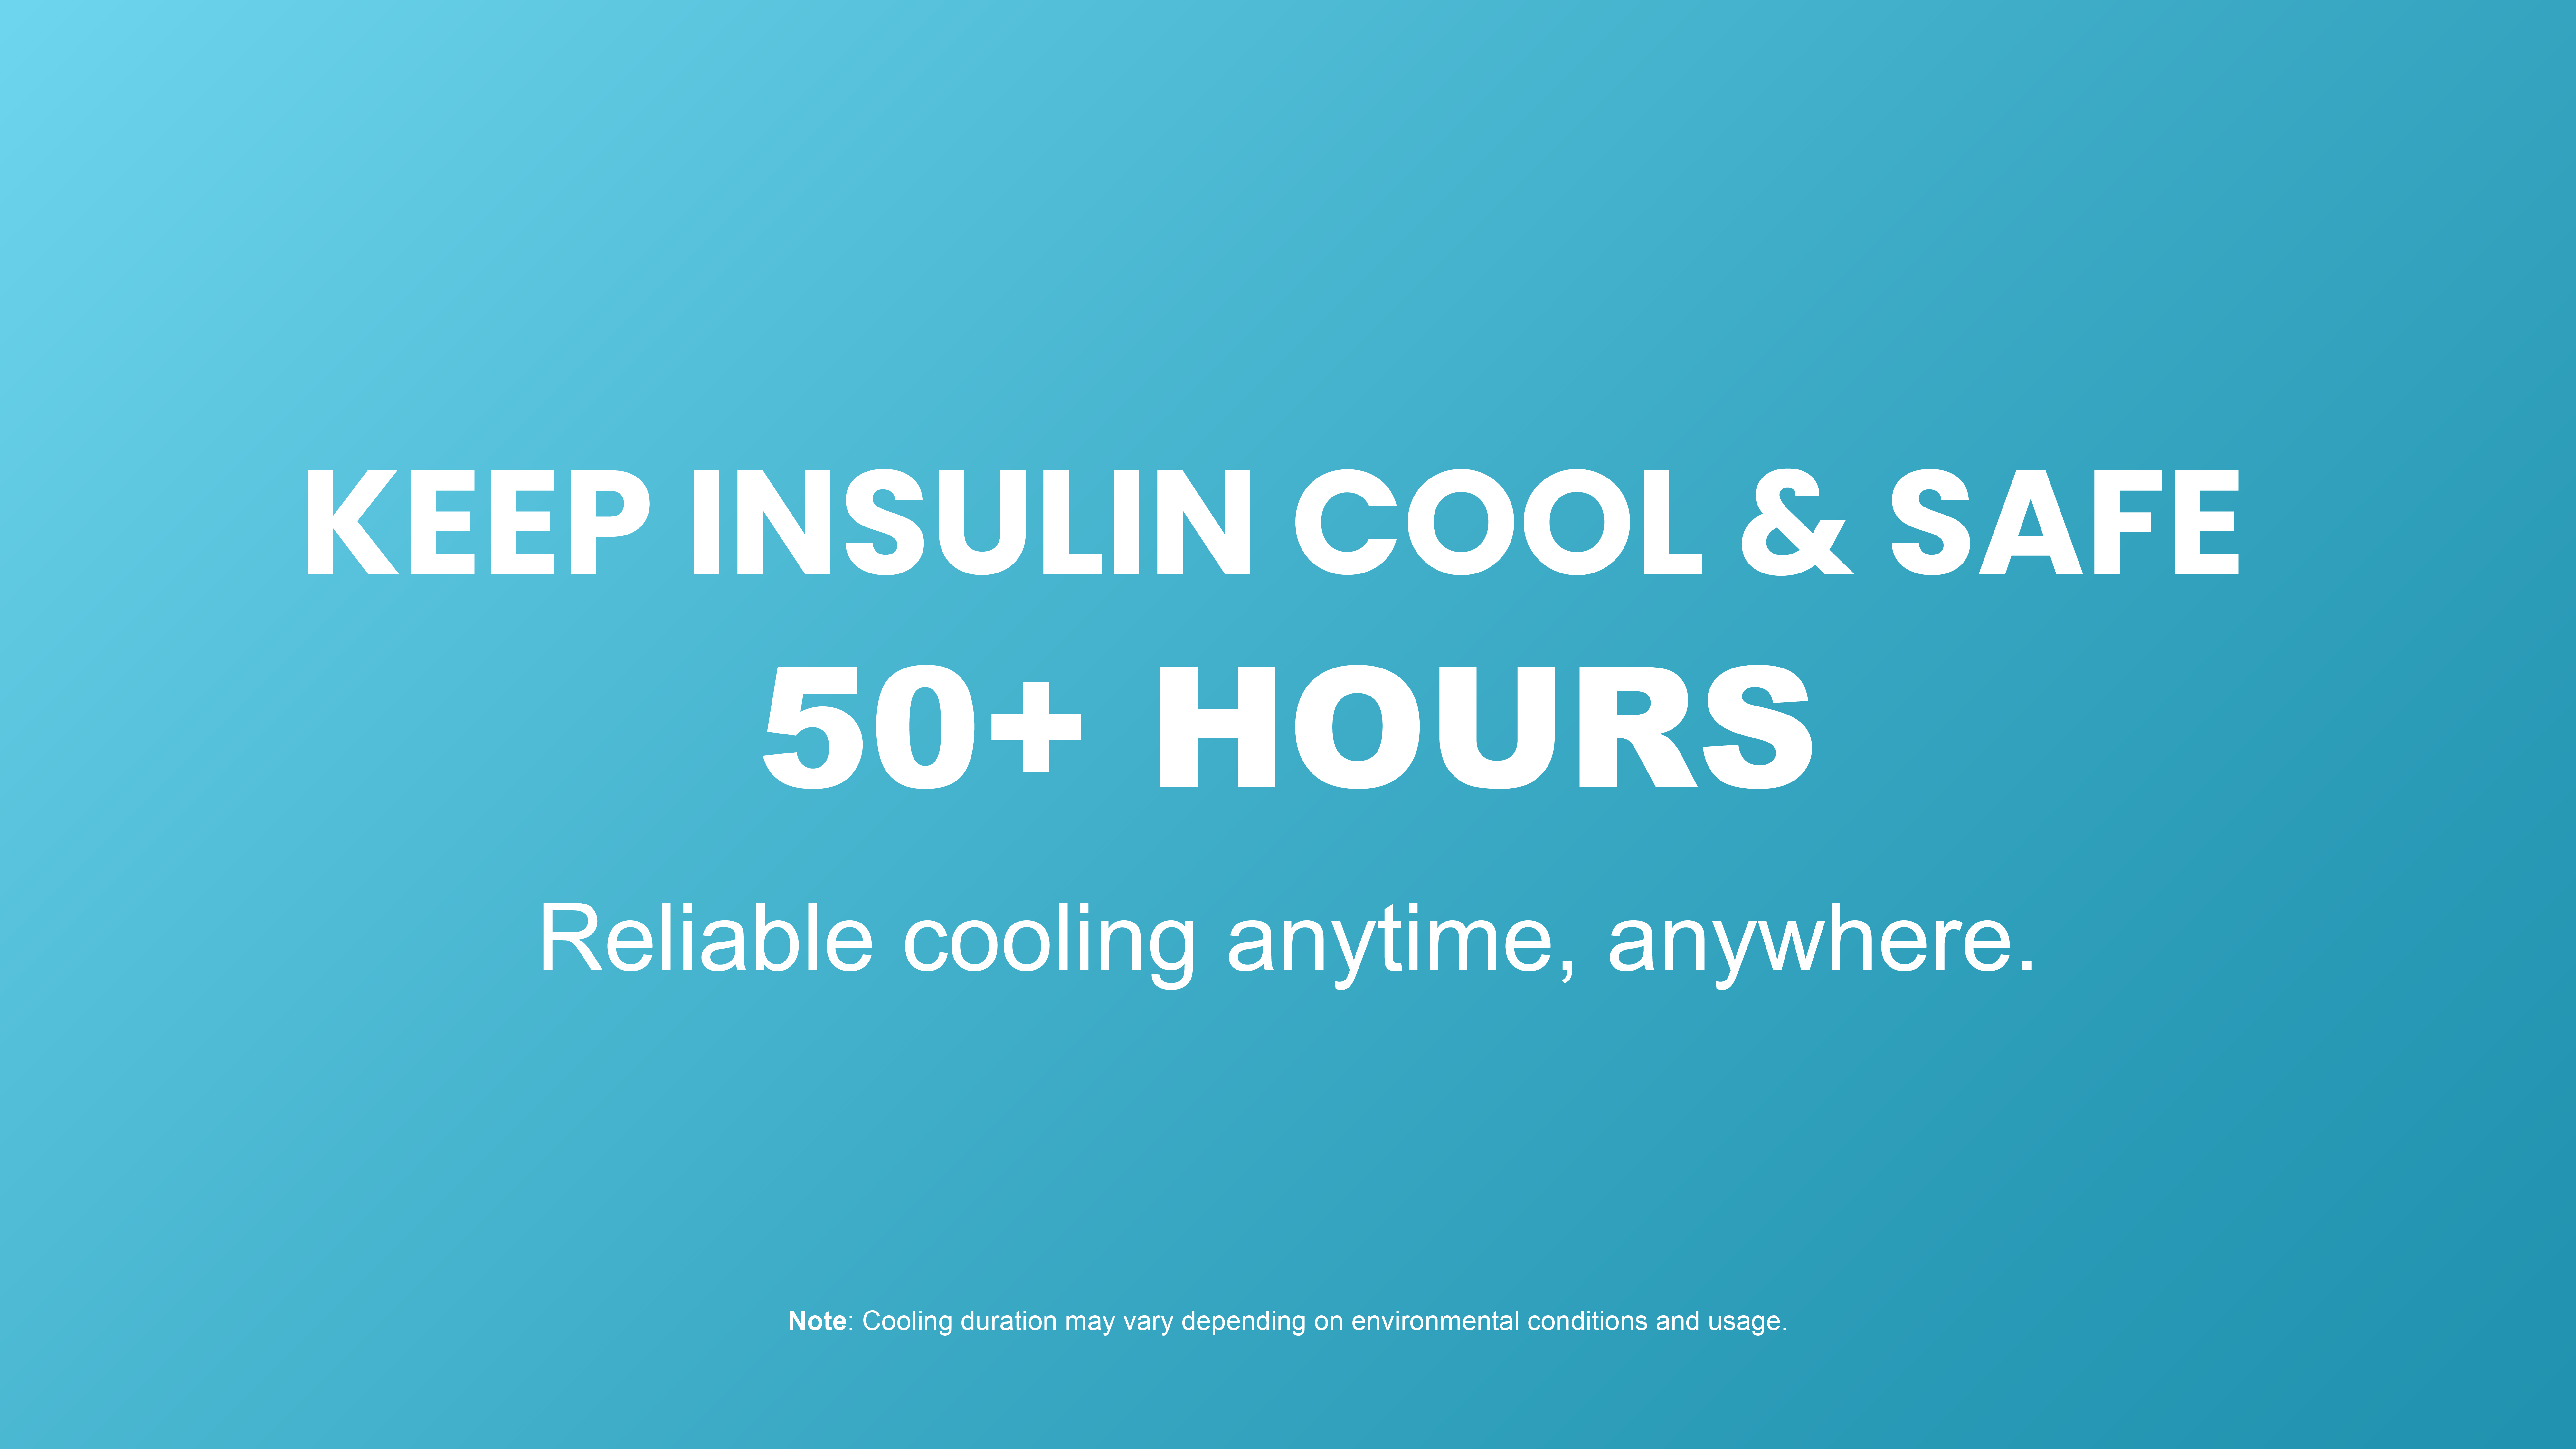 KEEP INSULIN COOL & SAFE
50+ HOURS
Reliable cooling anytime, anywhere.
Note: Cooling duration may vary depending on environmental conditions and usage.